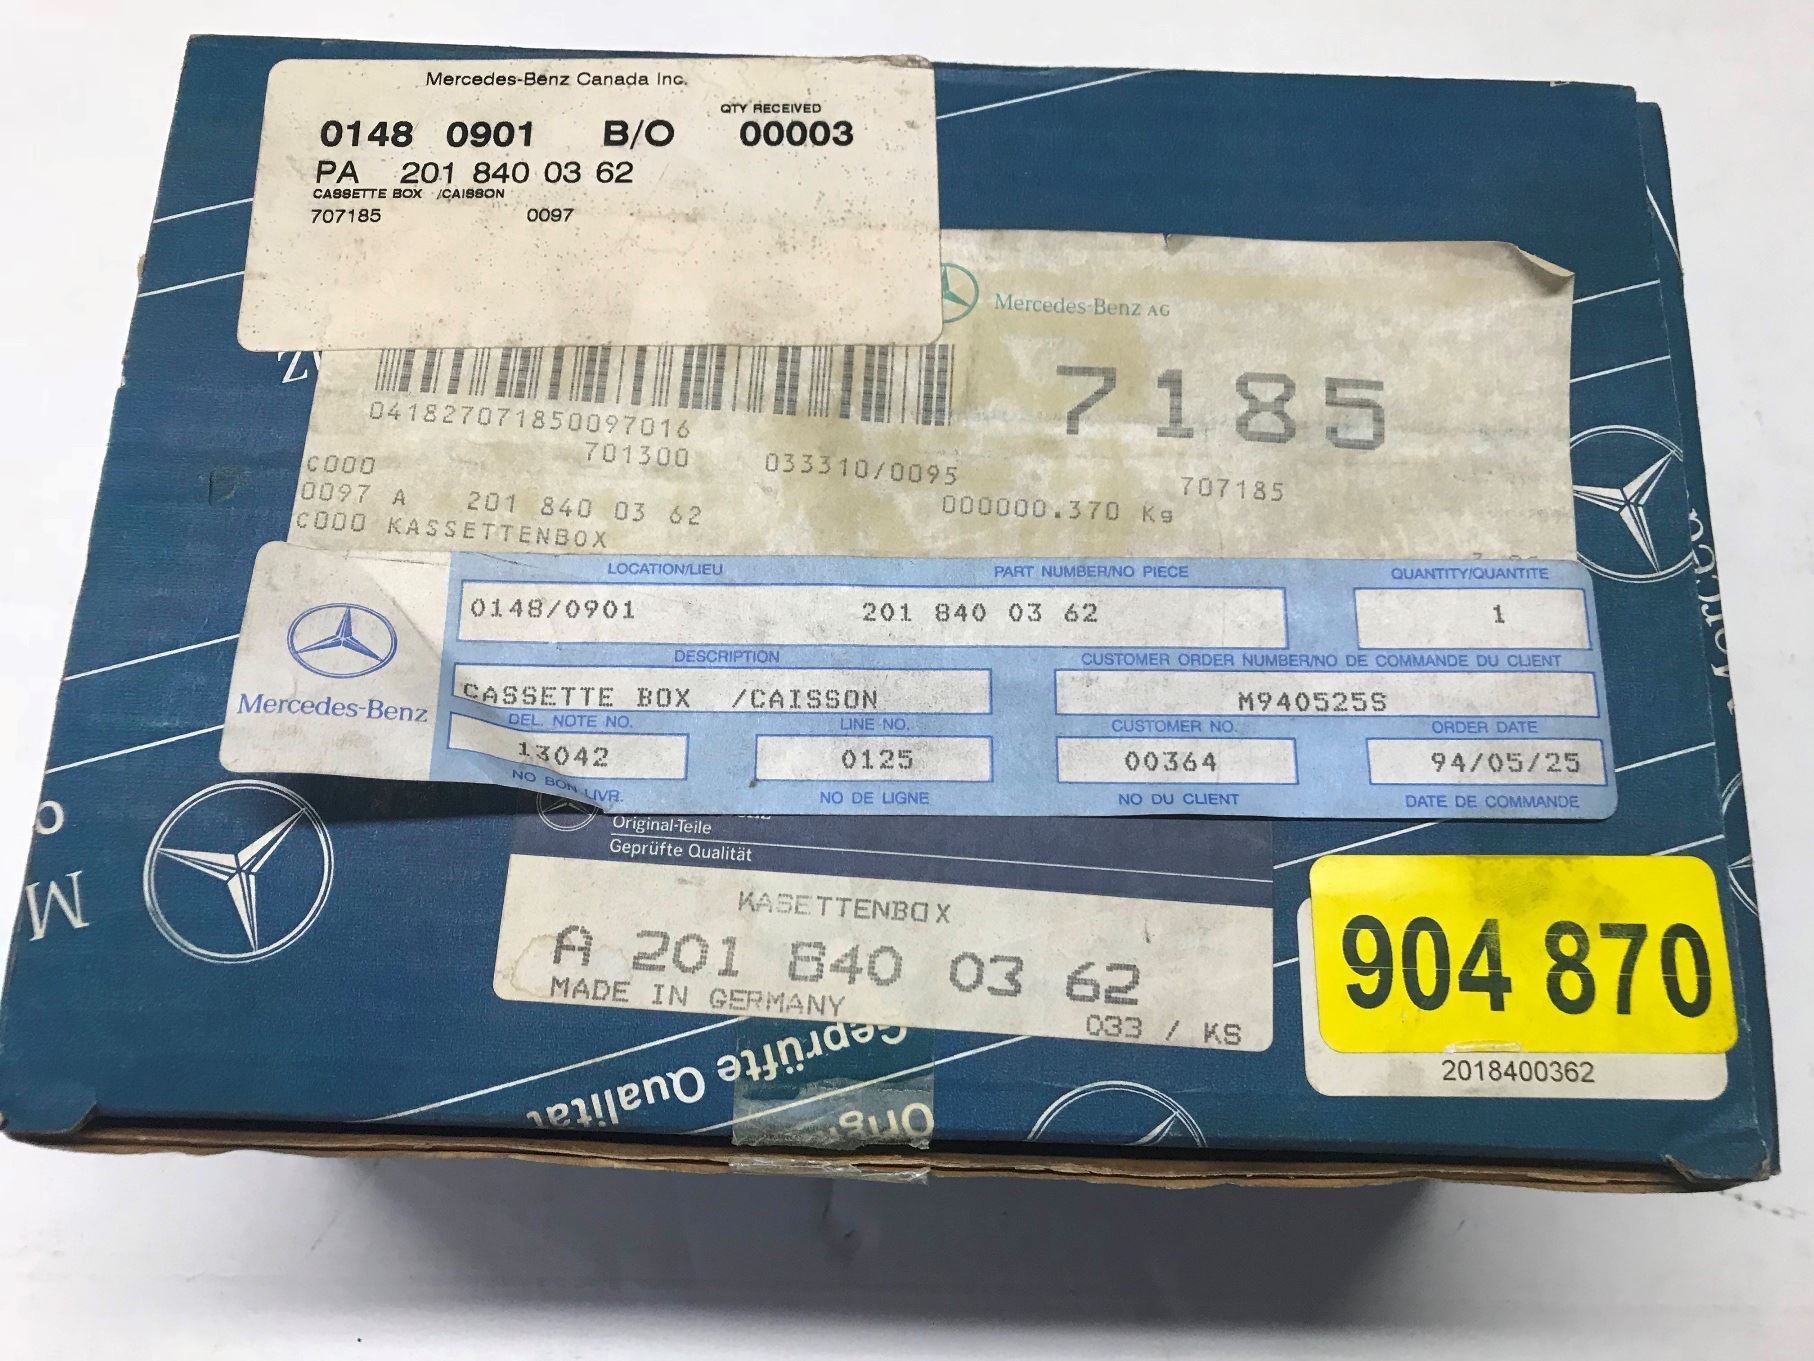 Mercedes-Benz Canada Inc.
QTY RECEIVED
0148 0901 B/O 00003
PA 201 840 03 62
CASSETTE BOX /CAISSON
707185 0097
Mercedes-Benz AG
7185
041827071850097016
701300 033310/0095
C000 707185
0097 A 201 840 03 62 000000.370 Kg
C000 KASSETTENBOX
LOCATION/LIEU PART NUMBER/NO PIECE QUANTITY/QUANTITE
0148/0901 201 840 03 62 1
DESCRIPTION CUSTOMER ORDER NUMBER/NO DE COMMANDE DU CLIENT
CASSETTE BOX /CAISSON M940525S
Mercedes-Benz
DEL. NOTE NO. LINE NO. CUSTOMER NO. ORDER DATE
13042 0125 00364 94/05/25
NO BON LIVR. NO DE LIGNE NO DU CLIENT DATE DE COMMANDE
Original-Teile
Geprüfte Qualität
KASETTENBOX
A 201 840 03 62
MADE IN GERMANY
033 / KS
904 870
2018400362
Geprüfte Qualität